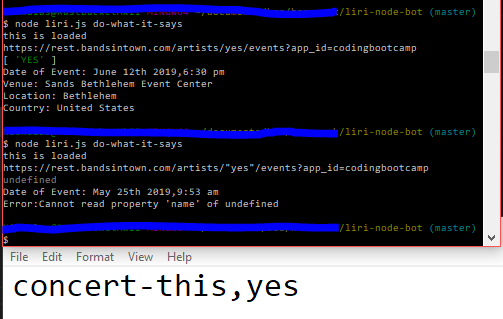 /liri-node-bot (master)
$ node liri.js do-what-it-says
this is loaded
https://rest.bandsintown.com/artists/yes/events?app_id=codingbootcamp
[ 'YES' ]
Date of Event: June 12th 2019,6:30 pm
Venue: Sands Bethlehem Event Center
Location: Bethlehem
Country: United States
/liri-node-bot (master)
$ node liri.js do-what-it-says
this is loaded
https://rest.bandsintown.com/artists/"yes"/events?app_id=codingbootcamp
undefined
Date of Event: May 25th 2019,9:53 am
Error:Cannot read property 'name' of undefined
/liri-node-bot (master)
$
File Edit Format View Help
concert-this,yes